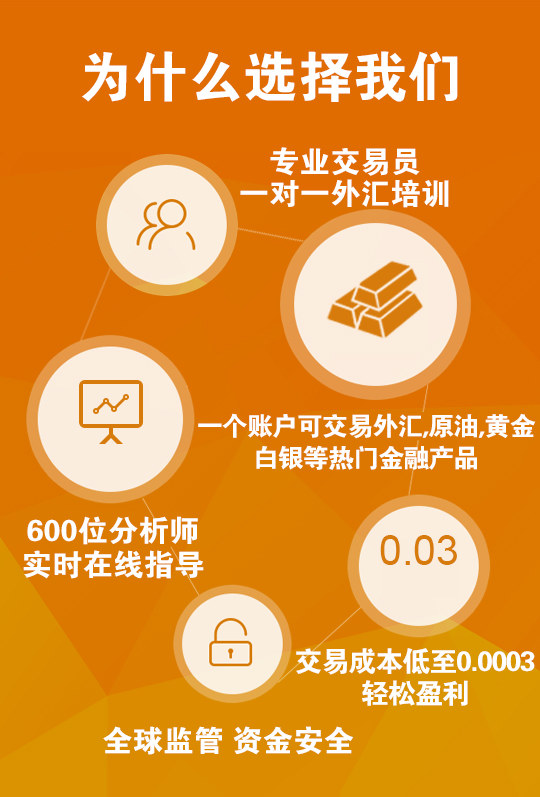 为什么选择我们
专业交易员
一对一外汇培训
一个账户可交易外汇,原油,黄金
白银等热门金融产品
600位分析师
实时在线指导
0.03
交易成本低至0.0003
轻松盈利
全球监管 资金安全